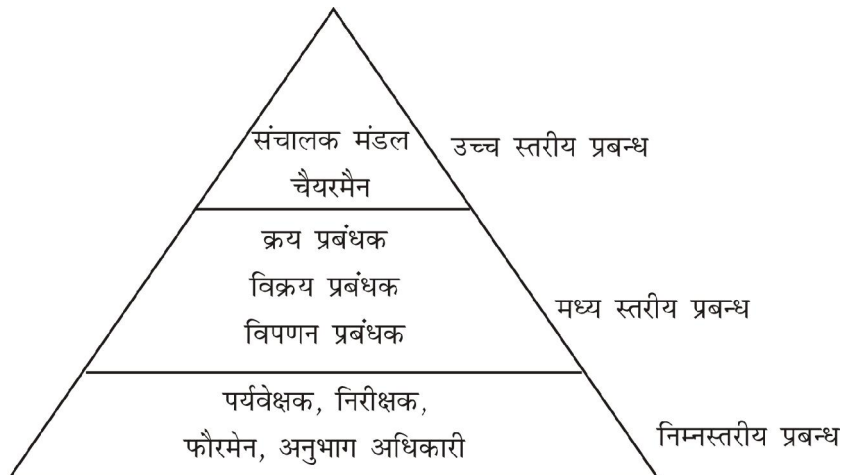 संचालक मंडल
उच्च स्तरीय प्रबन्ध
चैयरमैन
क्रय प्रबंधक
विक्रय प्रबंधक
विपणन प्रबंधक
मध्य स्तरीय प्रबन्ध
पर्यवेक्षक, निरीक्षक,
फौरमेन, अनुभाग अधिकारी
निम्नस्तरीय प्रबन्ध